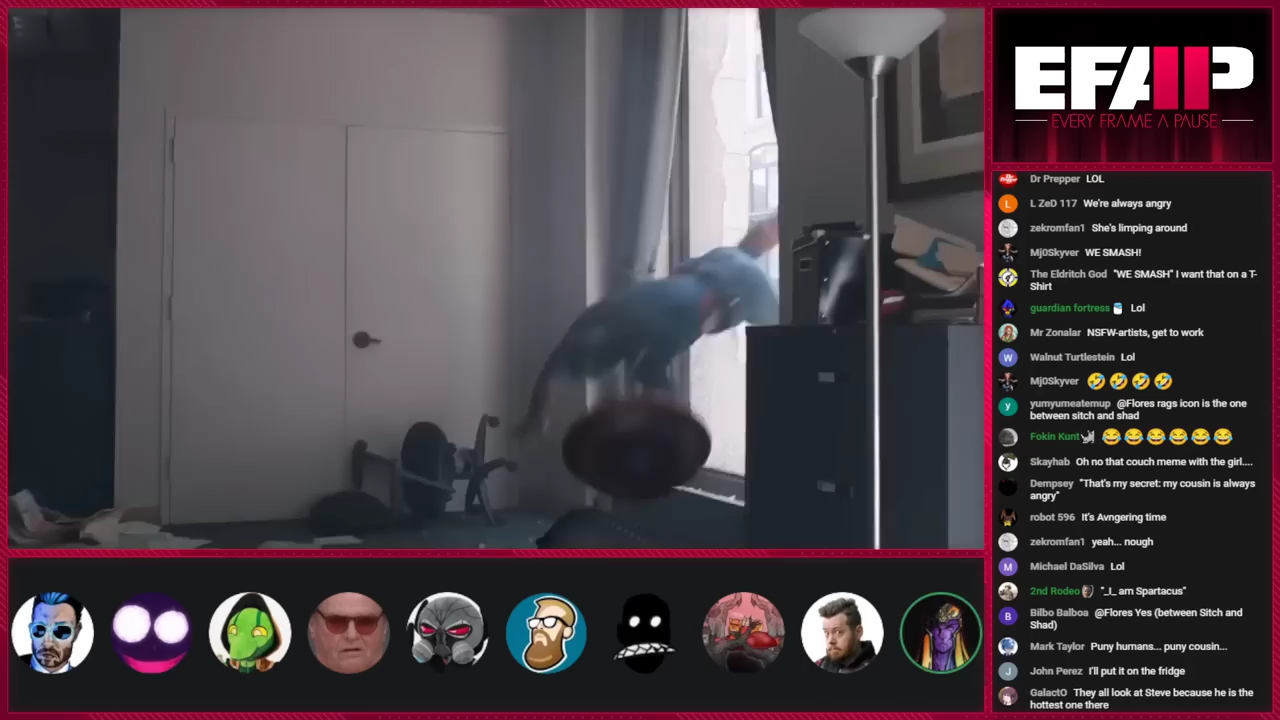 EFAP
EVERY FRAME A PAUSE
Dr Prepper LOL
L ZeD 117 We're always angry
zekromfan1 She's limping around
Mj0Skyver WE SMASH!
The Eldritch God "WE SMASH" I want that on a T-
Shirt
guardian fortress Lol
Mr Zonalar NSFW-artists, get to work
Walnut Turtlestein Lol
Mj0Skyver 🤣🤣🤣🤣
yumyumeatemup @Flores rags icon is the one
between sitch and shad
Fokin Kunt 😂😂😂😂😂😂
Skayhab Oh no that couch meme with the girl....
Dempsey "That's my secret: my cousin is always
angry"
robot 596 It's Avngering time
zekromfan1 yeah... nough
Michael DaSilva Lol
2nd Rodeo "_I_ am Spartacus"
Bilbo Balboa @Flores Yes (between Sitch and
Shad)
Mark Taylor Puny humans... puny cousin...
John Perez I'll put it on the fridge
GalactO They all look at Steve because he is the
hottest one there